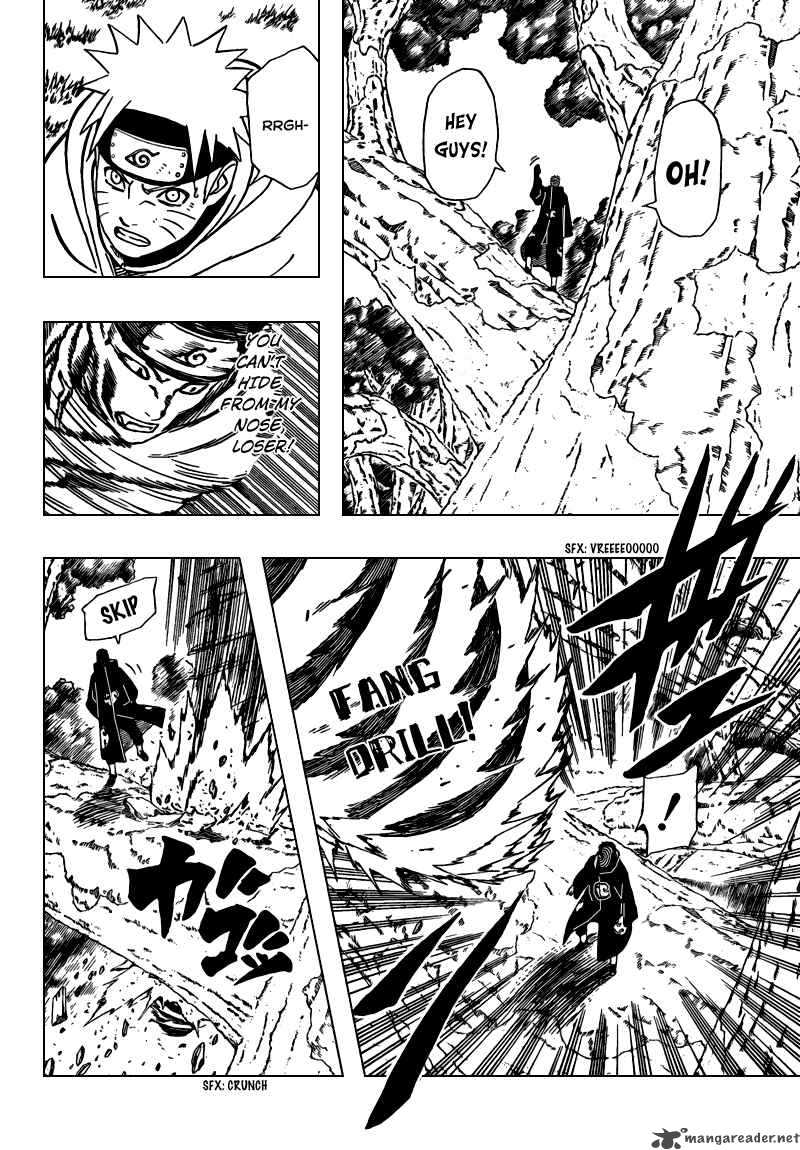 OH!
HEY
GUYS!
RRGH-
YOU
CAN'T
HIDE
FROM MY
NOSE,
LOSER!
SFX: VREEEEOOOOO
!
FANG
DRILL!
SKIP
SFX: CRUNCH
mangareader.net